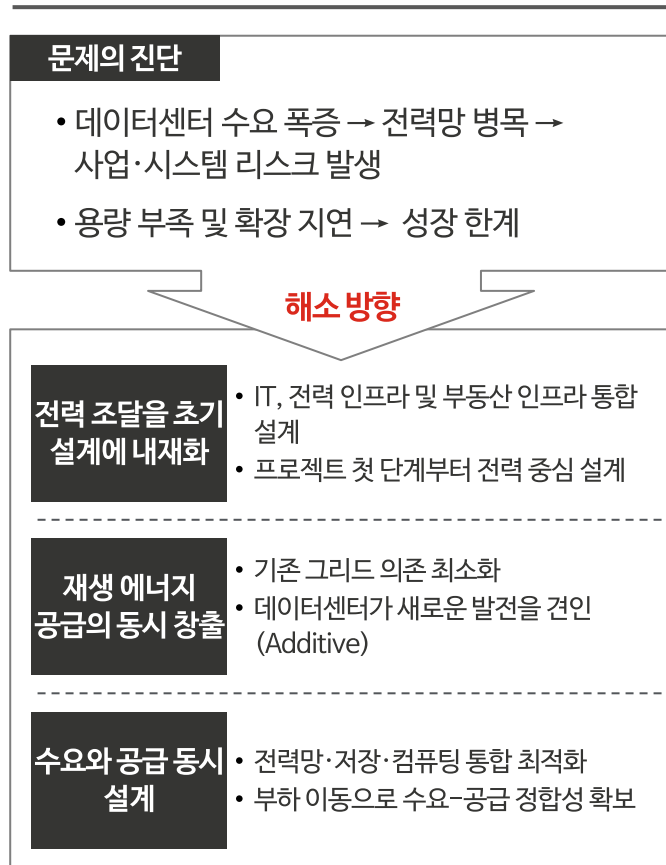 문제의 진단
• 데이터센터 수요 폭증 → 전력망 병목 →
사업·시스템 리스크 발생
• 용량 부족 및 확장 지연 → 성장 한계
해소 방향
전력 조달을 초기
설계에 내재화
• IT, 전력 인프라 및 부동산 인프라 통합
설계
• 프로젝트 첫 단계부터 전력 중심 설계
재생 에너지
공급의 동시 창출
• 기존 그리드 의존 최소화
• 데이터센터가 새로운 발전을 견인
(Additive)
수요와 공급 동시
설계
• 전력망·저장·컴퓨팅 통합 최적화
• 부하 이동으로 수요-공급 정합성 확보